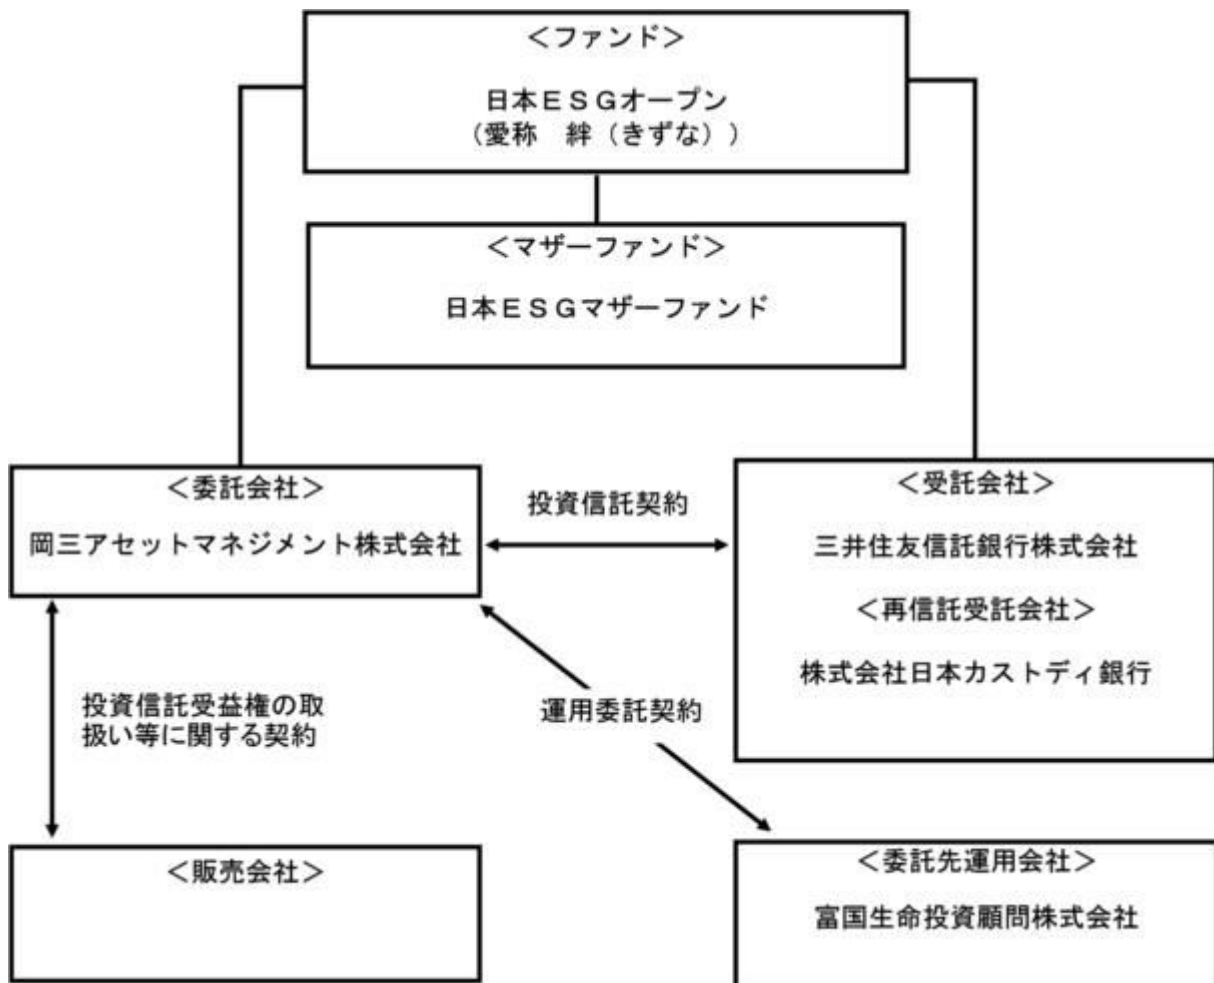 ＜ファンド＞
日本ＥＳＧオープン
（愛称　絆（きずな））
＜マザーファンド＞
日本ＥＳＧマザーファンド
＜委託会社＞
岡三アセットマネジメント株式会社
投資信託契約
＜受託会社＞
三井住友信託銀行株式会社
＜再信託受託会社＞
株式会社日本カストディ銀行
投資信託受益権の取
扱い等に関する契約
運用委託契約
＜販売会社＞
＜委託先運用会社＞
富国生命投資顧問株式会社